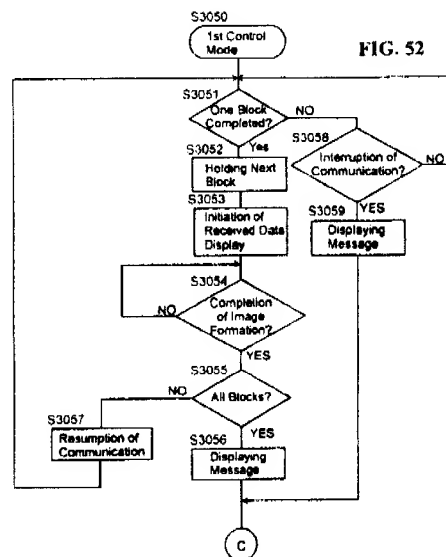 S3050
1st Control
Mode
FIG. 52
S3051
One Block
Completed?
NO
S3058
Yes
S3052
Holding Next
Block
Interruption of
Communication?
NO
S3053
Initiation of
Received Data
Display
YES
S3059
Displaying
Message
S3054
Completion
of Image
Formation?
NO
YES
S3055
All Blocks?
NO
S3057
Resumption of
Communication
YES
S3056
Displaying
Message
C